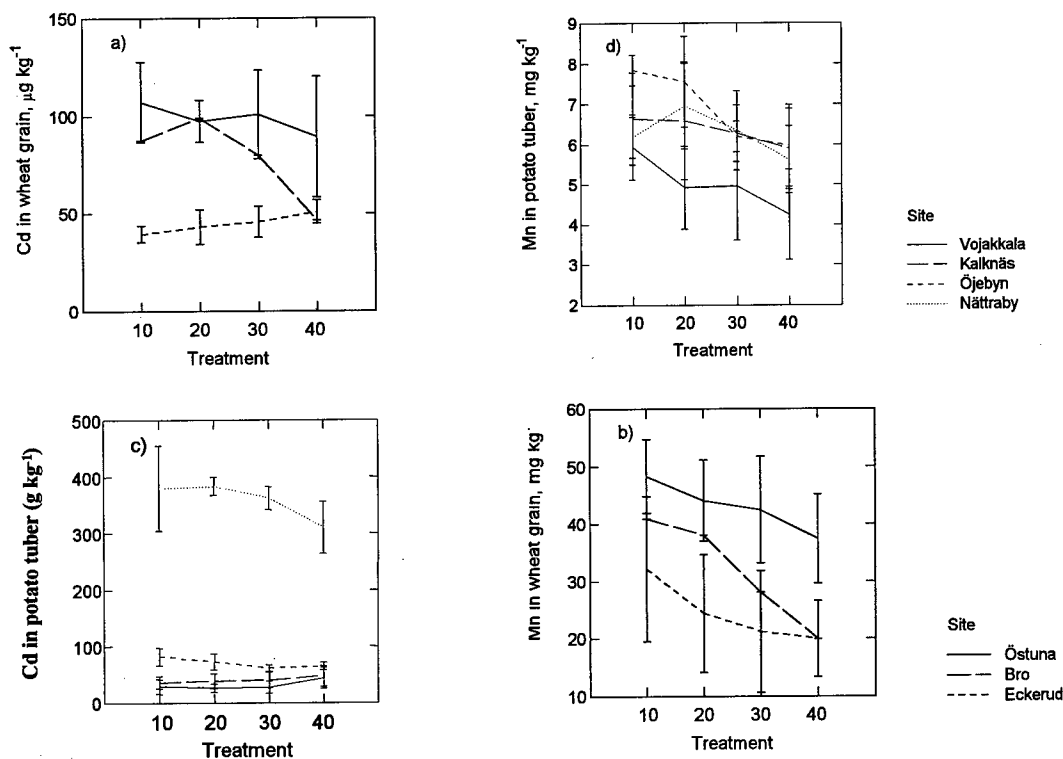 a)
Cd in wheat grain, µg kg⁻¹
150
100
50
0
10 20 30 40
Treatment
d)
Mn in potato tuber, mg kg⁻¹
9
8
7
6
5
4
3
2
10 20 30 40
Treatment
Site
Vojakkala
Kalknäs
Öjebyn
Nättraby
c)
Cd in potato tuber (g kg⁻¹)
500
400
300
200
100
0
10 20 30 40
Treatment
b)
Mn in wheat grain, mg kg
60
50
40
30
20
10
10 20 30 40
Treatment
Site
Östuna
Bro
Eckerud